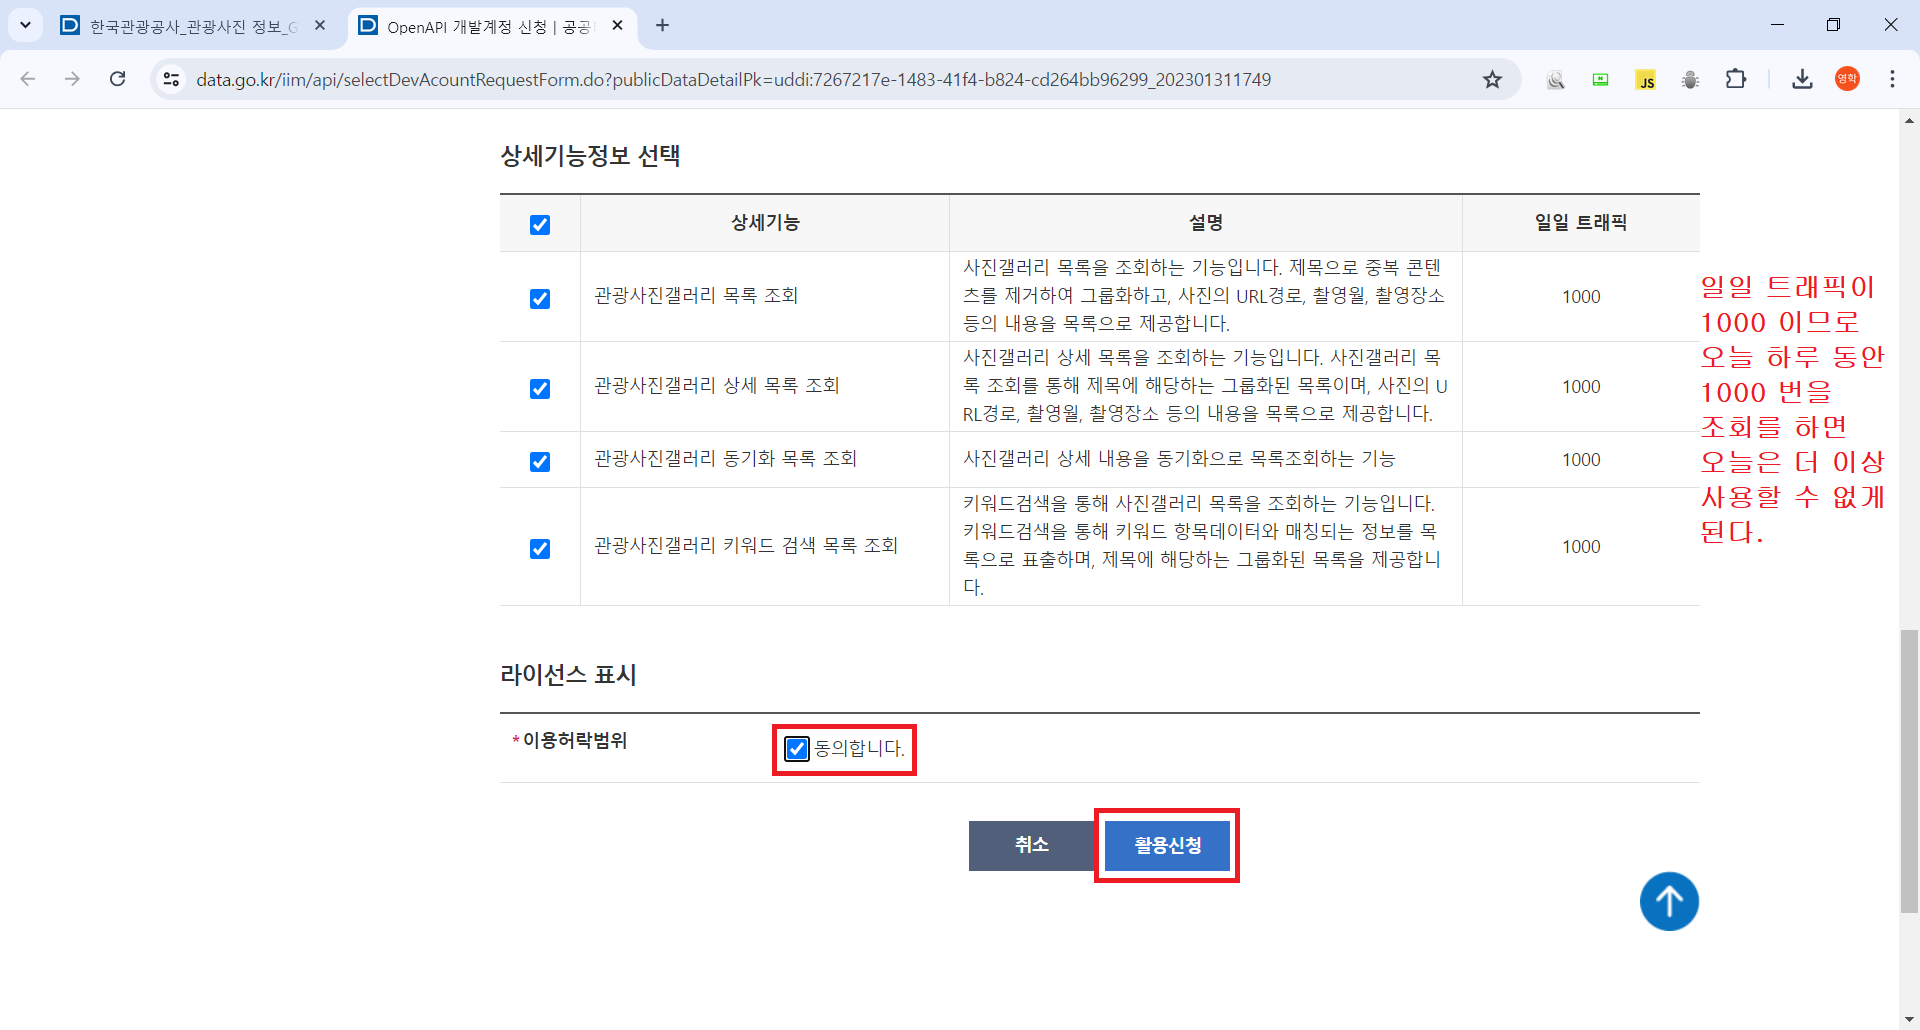 한국관광공사_관광사진 정보_G
OpenAPI 개발계정 신청 | 공공
data.go.kr/iim/api/selectDevAcountRequestForm.do?publicDataDetailPk=uddi:7267217e-1483-41f4-b824-cd264bb96299_202301311749
JS
영학
상세기능정보 선택
상세기능
설명
일일 트래픽
관광사진갤러리 목록 조회
사진갤러리 목록을 조회하는 기능입니다. 제목으로 중복 콘텐
츠를 제거하여 그룹화하고, 사진의 URL경로, 촬영월, 촬영장소
등의 내용을 목록으로 제공합니다.
1000
관광사진갤러리 상세 목록 조회
사진갤러리 상세 목록을 조회하는 기능입니다. 사진갤러리 목
록 조회를 통해 제목에 해당하는 그룹화된 목록이며, 사진의 U
RL경로, 촬영월, 촬영장소 등의 내용을 목록으로 제공합니다.
1000
관광사진갤러리 동기화 목록 조회
사진갤러리 상세 내용을 동기화으로 목록조회하는 기능
1000
관광사진갤러리 키워드 검색 목록 조회
키워드검색을 통해 사진갤러리 목록을 조회하는 기능입니다.
키워드검색을 통해 키워드 항목데이터와 매칭되는 정보를 목
록으로 표출하며, 제목에 해당하는 그룹화된 목록을 제공합니
다.
1000
일일 트래픽이
1000 이므로
오늘 하루 동안
1000 번을
조회를 하면
오늘은 더 이상
사용할 수 없게
된다.
라이선스 표시
*이용허락범위
동의합니다.
취소
활용신청